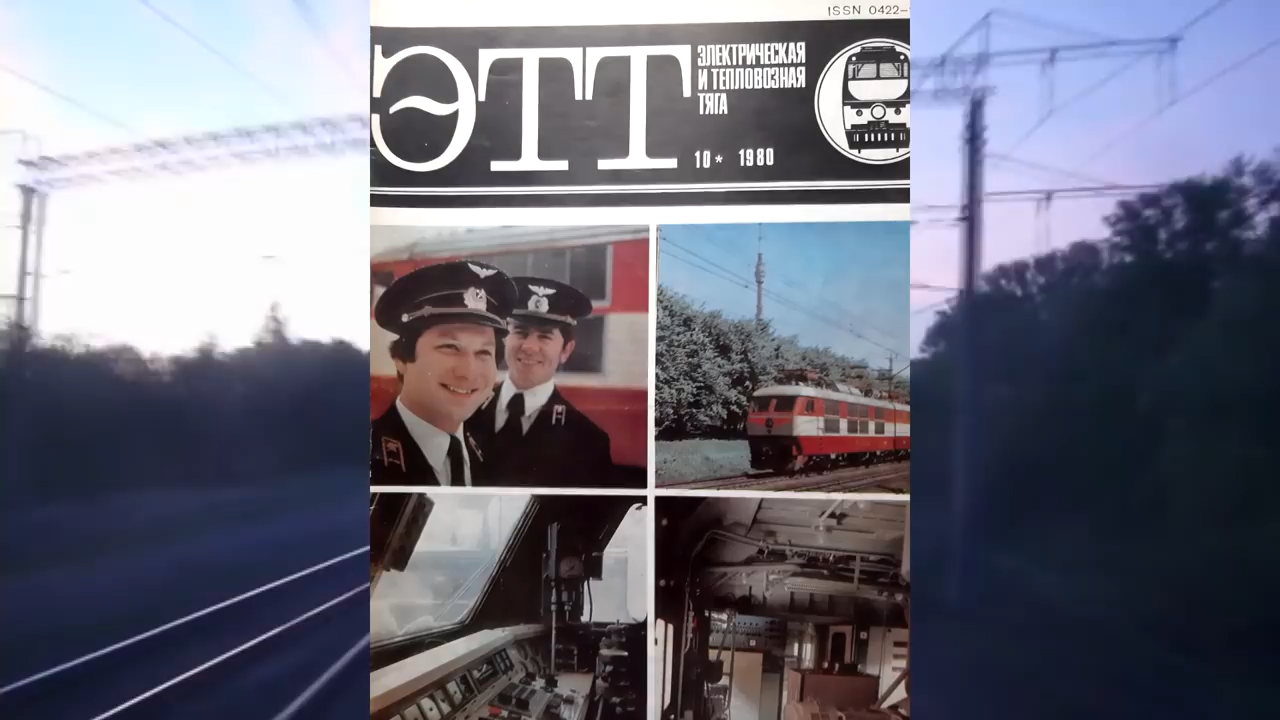 ISSN 0422-
ЭТТ
ЭЛЕКТРИЧЕСКАЯ
И ТЕПЛОВОЗНАЯ
ТЯГА
10 * 1980